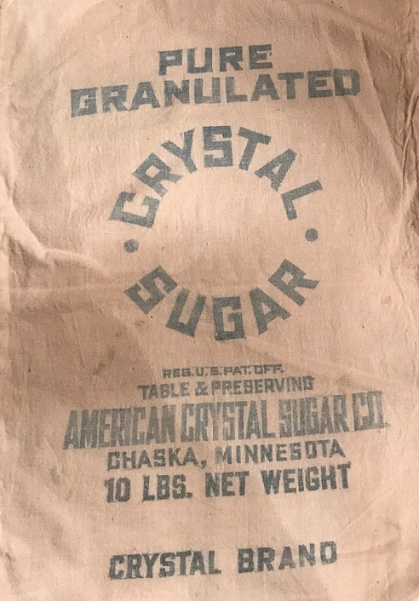 PURE
GRANULATED
CRYSTAL
SUGAR
REG. U.S. PAT. OFF.
TABLE & PRESERVING
AMERICAN CRYSTAL SUGAR CO.
CHASKA, MINNESOTA
10 LBS. NET WEIGHT
CRYSTAL BRAND